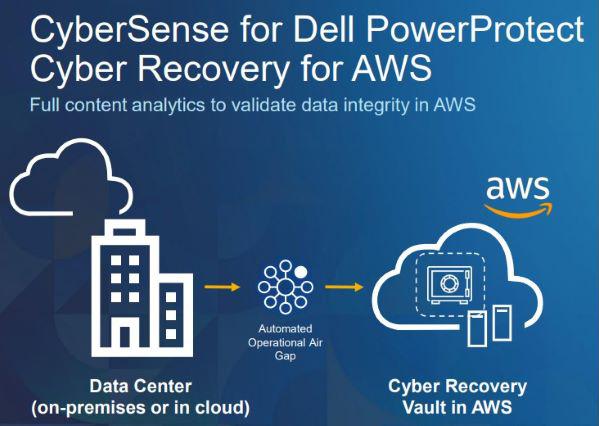 CyberSense for Dell PowerProtect
Cyber Recovery for AWS
Full content analytics to validate data integrity in AWS
aws
Automated
Operational Air
Gap
Data Center
(on-premises or in cloud)
Cyber Recovery
Vault in AWS